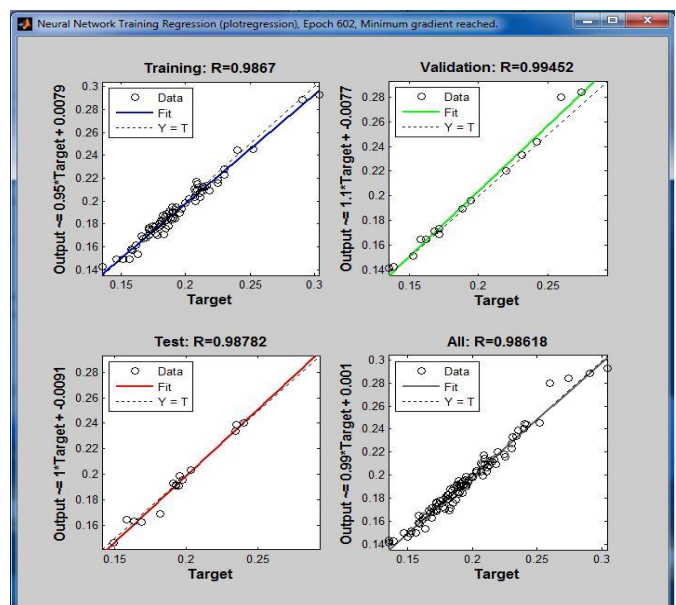 Neural Network Training Regression (plotregression), Epoch 602, Minimum gradient reached.
Training: R=0.9867
Output ~= 0.95*Target + 0.0079
0.3
0.28
0.26
0.24
0.22
0.2
0.18
0.16
0.14
Data
Fit
Y = T
0.15
0.2
0.25
0.3
Target
Validation: R=0.99452
Output ~= 1.1*Target + -0.0077
0.28
0.26
0.24
0.22
0.2
0.18
0.16
0.14
Data
Fit
Y = T
0.15
0.2
0.25
Target
Test: R=0.98782
Output ~= 1*Target + -0.0091
0.28
0.26
0.24
0.22
0.2
0.18
0.16
Data
Fit
Y = T
0.15
0.2
0.25
Target
All: R=0.98618
Output ~= 0.99*Target + 0.001
0.3
0.28
0.26
0.24
0.22
0.2
0.18
0.16
0.14
Data
Fit
Y = T
0.15
0.2
0.25
0.3
Target